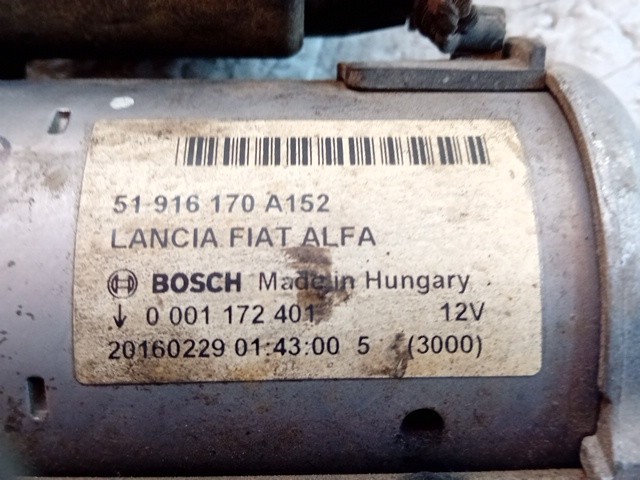 51 916 170 A152
LANCIA FIAT ALFA
BOSCH Made in Hungary
↓ 0 001 172 401 12V
20160229 01:43:00 5 (3000)